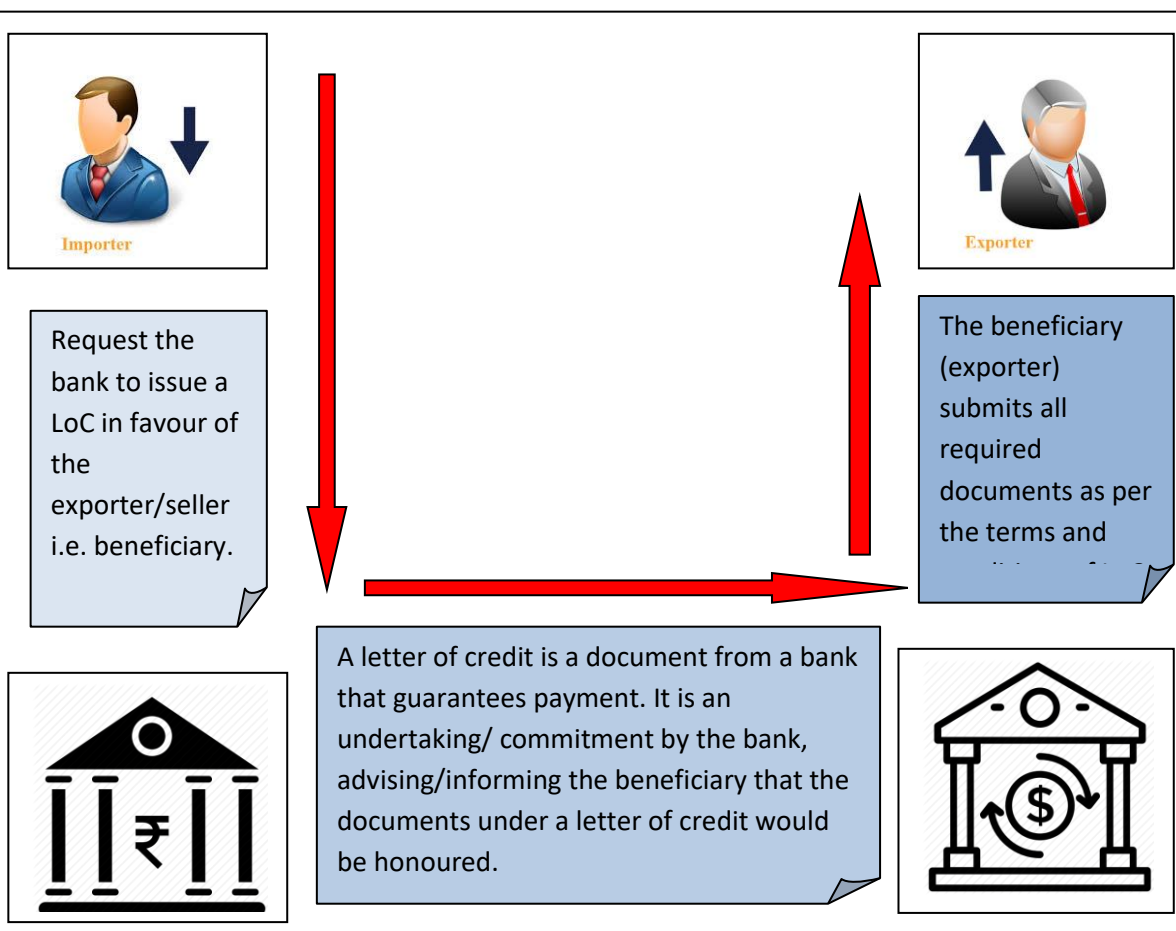 Importer
Exporter
Request the
bank to issue a
LoC in favour of
the
exporter/seller
i.e. beneficiary.
The beneficiary
(exporter)
submits all
required
documents as per
the terms and
A letter of credit is a document from a bank
that guarantees payment. It is an
undertaking/ commitment by the bank,
advising/informing the beneficiary that the
documents under a letter of credit would
be honoured.
₹
$